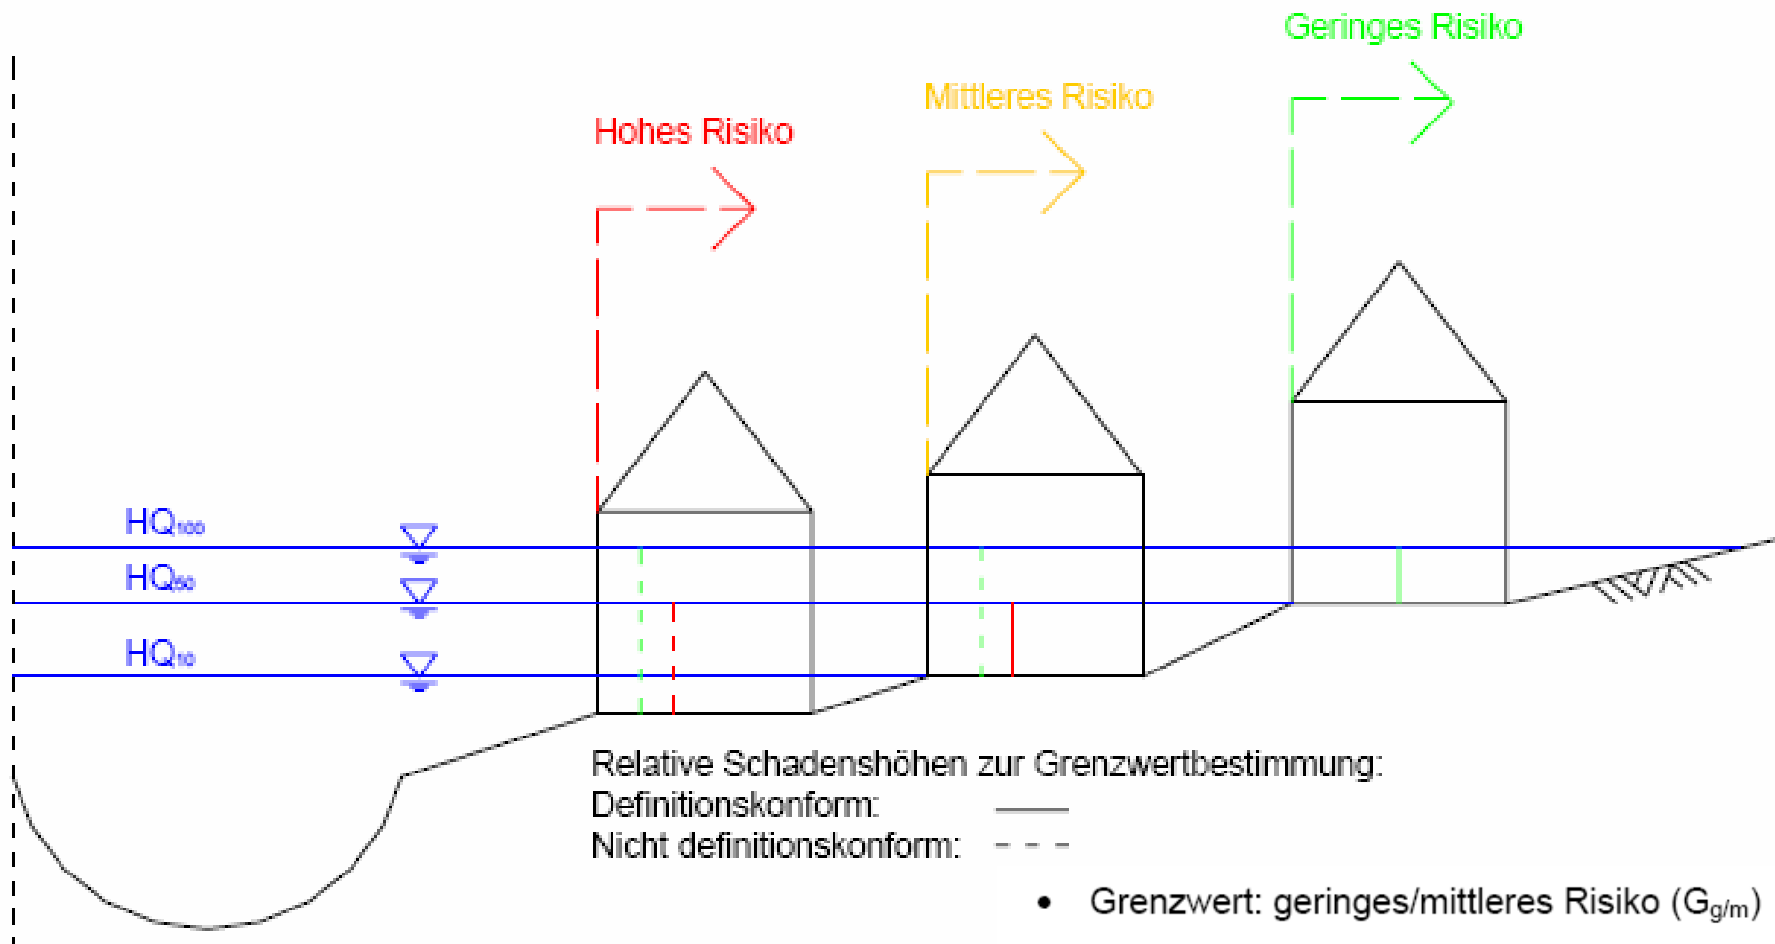 Geringes Risiko
Mittleres Risiko
Hohes Risiko
HQ₁₀₀
HQ₅₀
HQ₁₀
Relative Schadenshöhen zur Grenzwertbestimmung:
Definitionskonform:
Nicht definitionskonform:
• Grenzwert: geringes/mittleres Risiko (G_g/m)